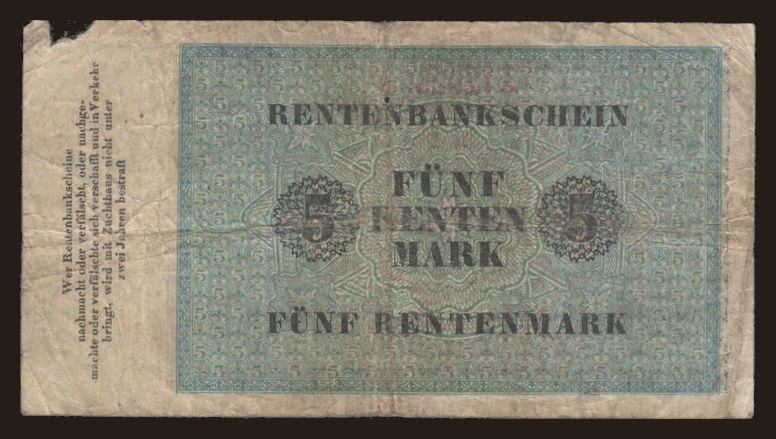 Wer Rentenbankscheine
nachmacht oder verfälscht, oder nachge-
machte oder verfälschte sich verschafft und in Verkehr
bringt, wird mit Zuchthaus nicht unter
zwei Jahren bestraft
RENTENBANKSCHEIN
FÜNF
5 RENTEN 5
MARK
FÜNF RENTENMARK